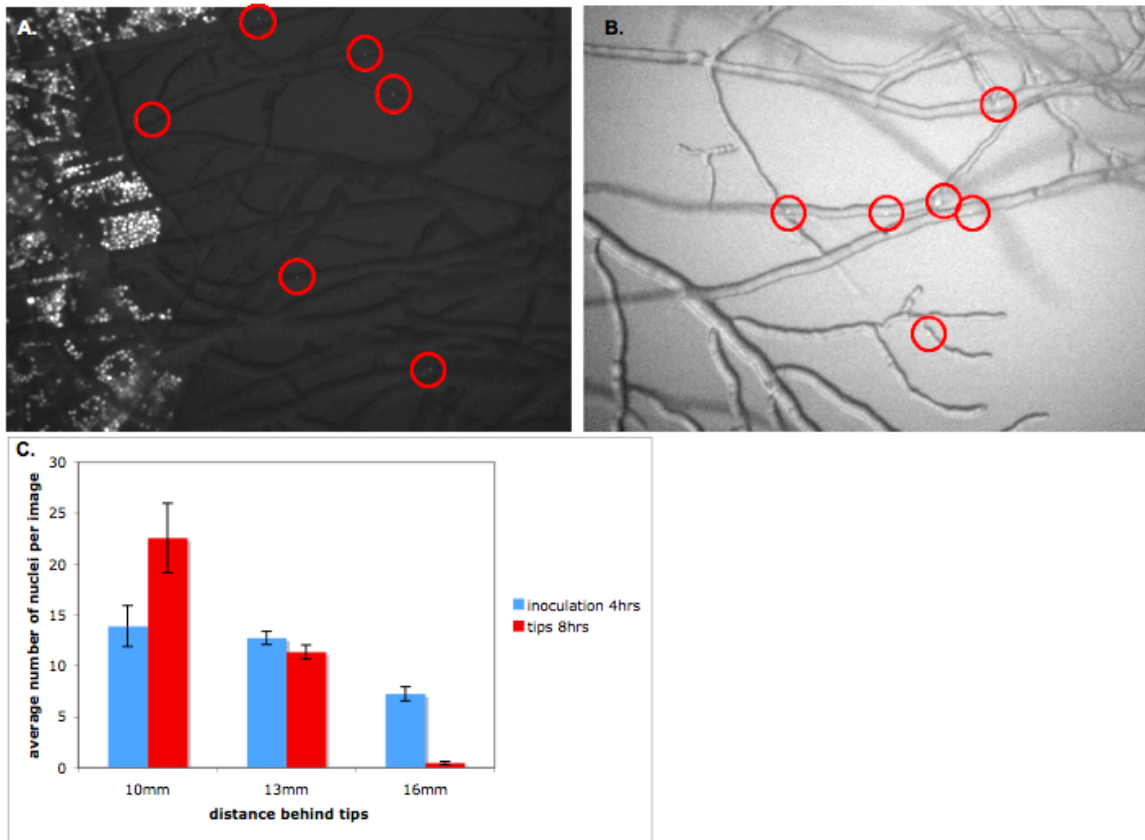 A.
B.
C.
average number of nuclei per image
30
25
20
15
10
5
0
10mm
13mm
16mm
distance behind tips
inoculation 4hrs
tips 8hrs